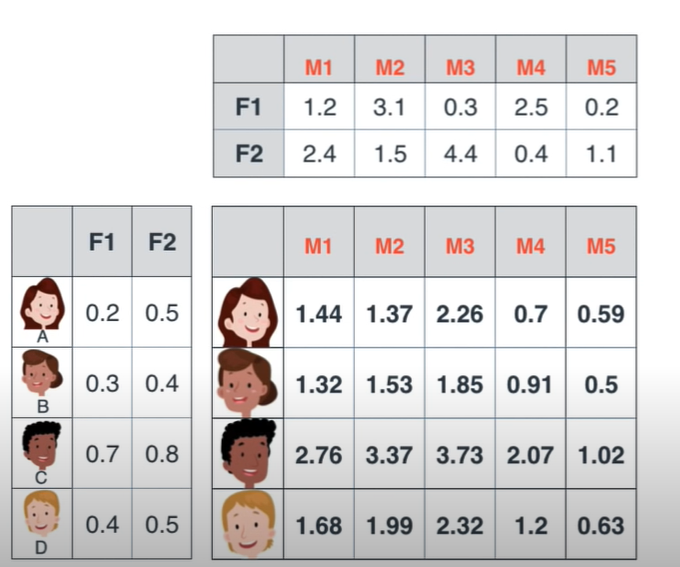 M1 M2 M3 M4 M5
F1 1.2 3.1 0.3 2.5 0.2
F2 2.4 1.5 4.4 0.4 1.1
F1 F2
A 0.2 0.5
B 0.3 0.4
C 0.7 0.8
D 0.4 0.5
M1 M2 M3 M4 M5
1.44 1.37 2.26 0.7 0.59
1.32 1.53 1.85 0.91 0.5
2.76 3.37 3.73 2.07 1.02
1.68 1.99 2.32 1.2 0.63